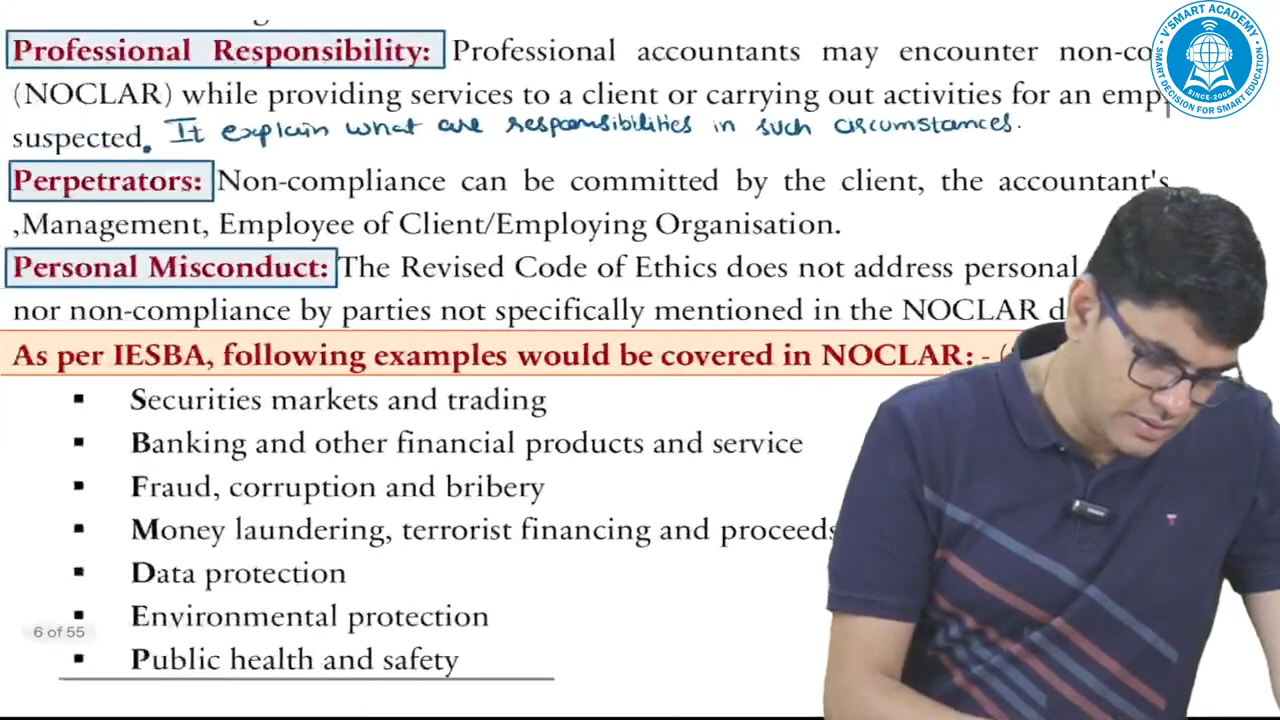 Professional Responsibility: Professional accountants may encounter
(NOCLAR) while providing services to a client or carrying out activities for an
suspected. It explain what are responsibilities in such circumstances.
Perpetrators: Non-compliance can be committed by the client, the accountant's
,Management, Employee of Client/Employing Organisation.
Personal Misconduct: The Revised Code of Ethics does not address personal
nor non-compliance by parties not specifically mentioned in the NOCLAR
As per IESBA, following examples would be covered in NOCLAR: - (
▪ Securities markets and trading
▪ Banking and other financial products and service
▪ Fraud, corruption and bribery
▪ Money laundering, terrorist financing and proceeds
▪ Data protection
▪ Environmental protection
▪ Public health and safety
6 of 55
V'SMART ACADEMY
SINCE-2005
SMART DECISION FOR SMART EDUCATION